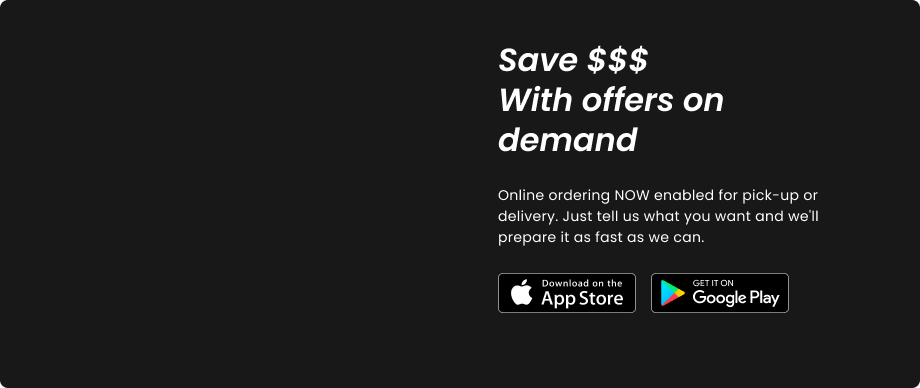 Save $$$
With offers on
demand
Online ordering NOW enabled for pick-up or
delivery. Just tell us what you want and we'll
prepare it as fast as we can.
Download on the
App Store
GET IT ON
Google Play